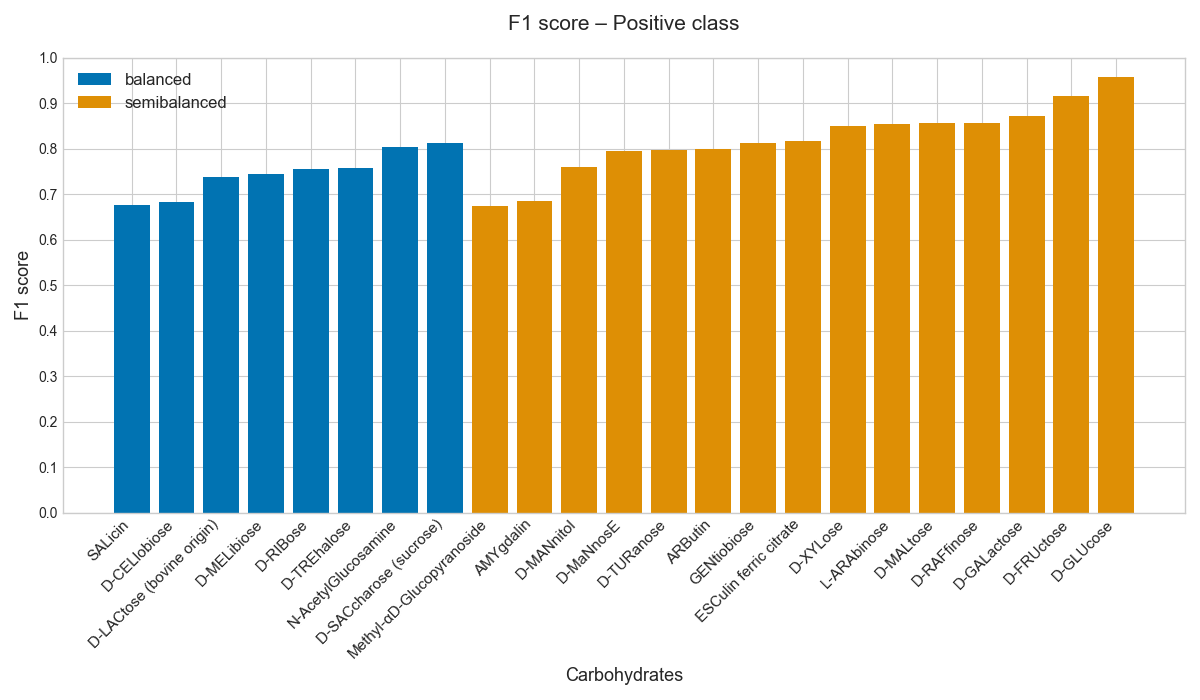 F1 score – Positive class
balanced
semibalanced
F1 score
1.0
0.9
0.8
0.7
0.6
0.5
0.4
0.3
0.2
0.1
0.0
SALicin
D-CELlobiose
D-LACtose (bovine origin)
D-MELibiose
D-RIBose
D-TREhalose
N-AcetylGlucosamine
D-SACcharose (sucrose)
Methyl-αD-Glucopyranoside
AMYgdalin
D-MANnitol
D-MaNnosE
D-TURanose
ARButin
GENtiobiose
ESCulin ferric citrate
D-XYLose
L-ARAbinose
D-MALtose
D-RAFfinose
D-GALactose
D-FRUctose
D-GLUcose
Carbohydrates